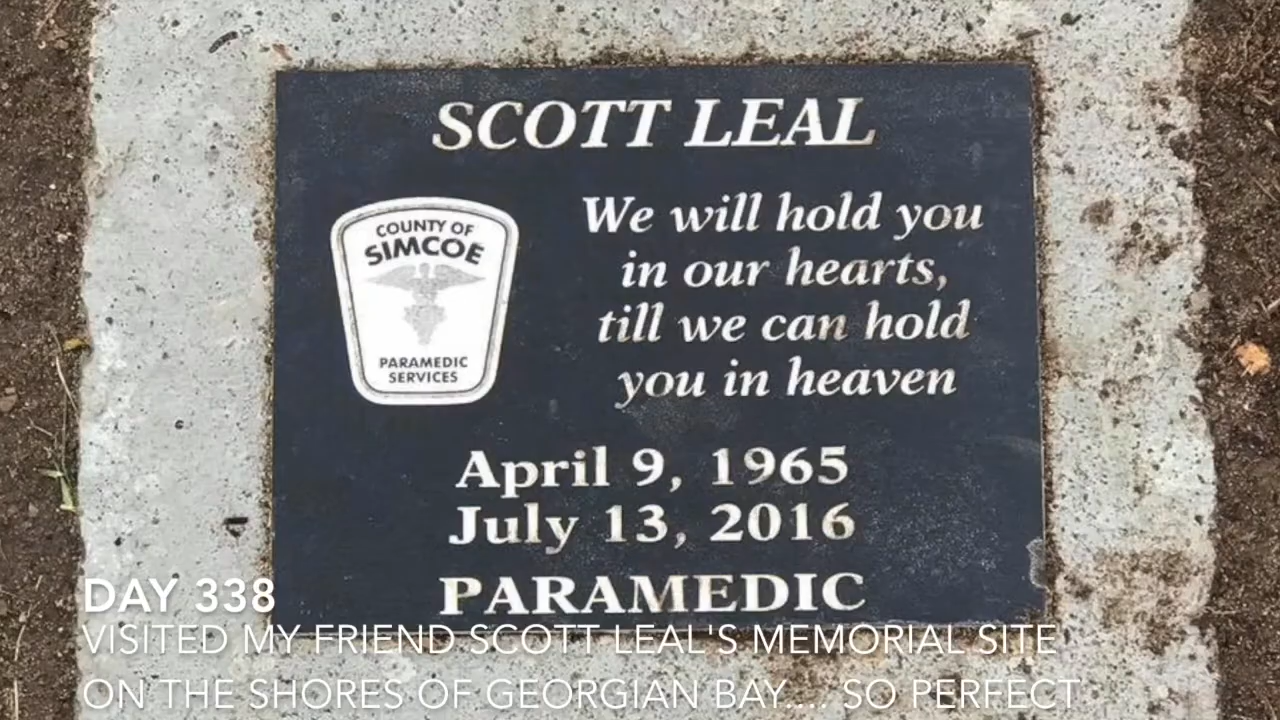 SCOTT LEAL
COUNTY OF
SIMCOE
PARAMEDIC
SERVICES
We will hold you
in our hearts,
till we can hold
you in heaven
April 9, 1965
July 13, 2016
PARAMEDIC
DAY 338
VISITED MY FRIEND SCOTT LEAL'S MEMORIAL SITE
ON THE SHORES OF GEORGIAN BAY.... SO PERFECT